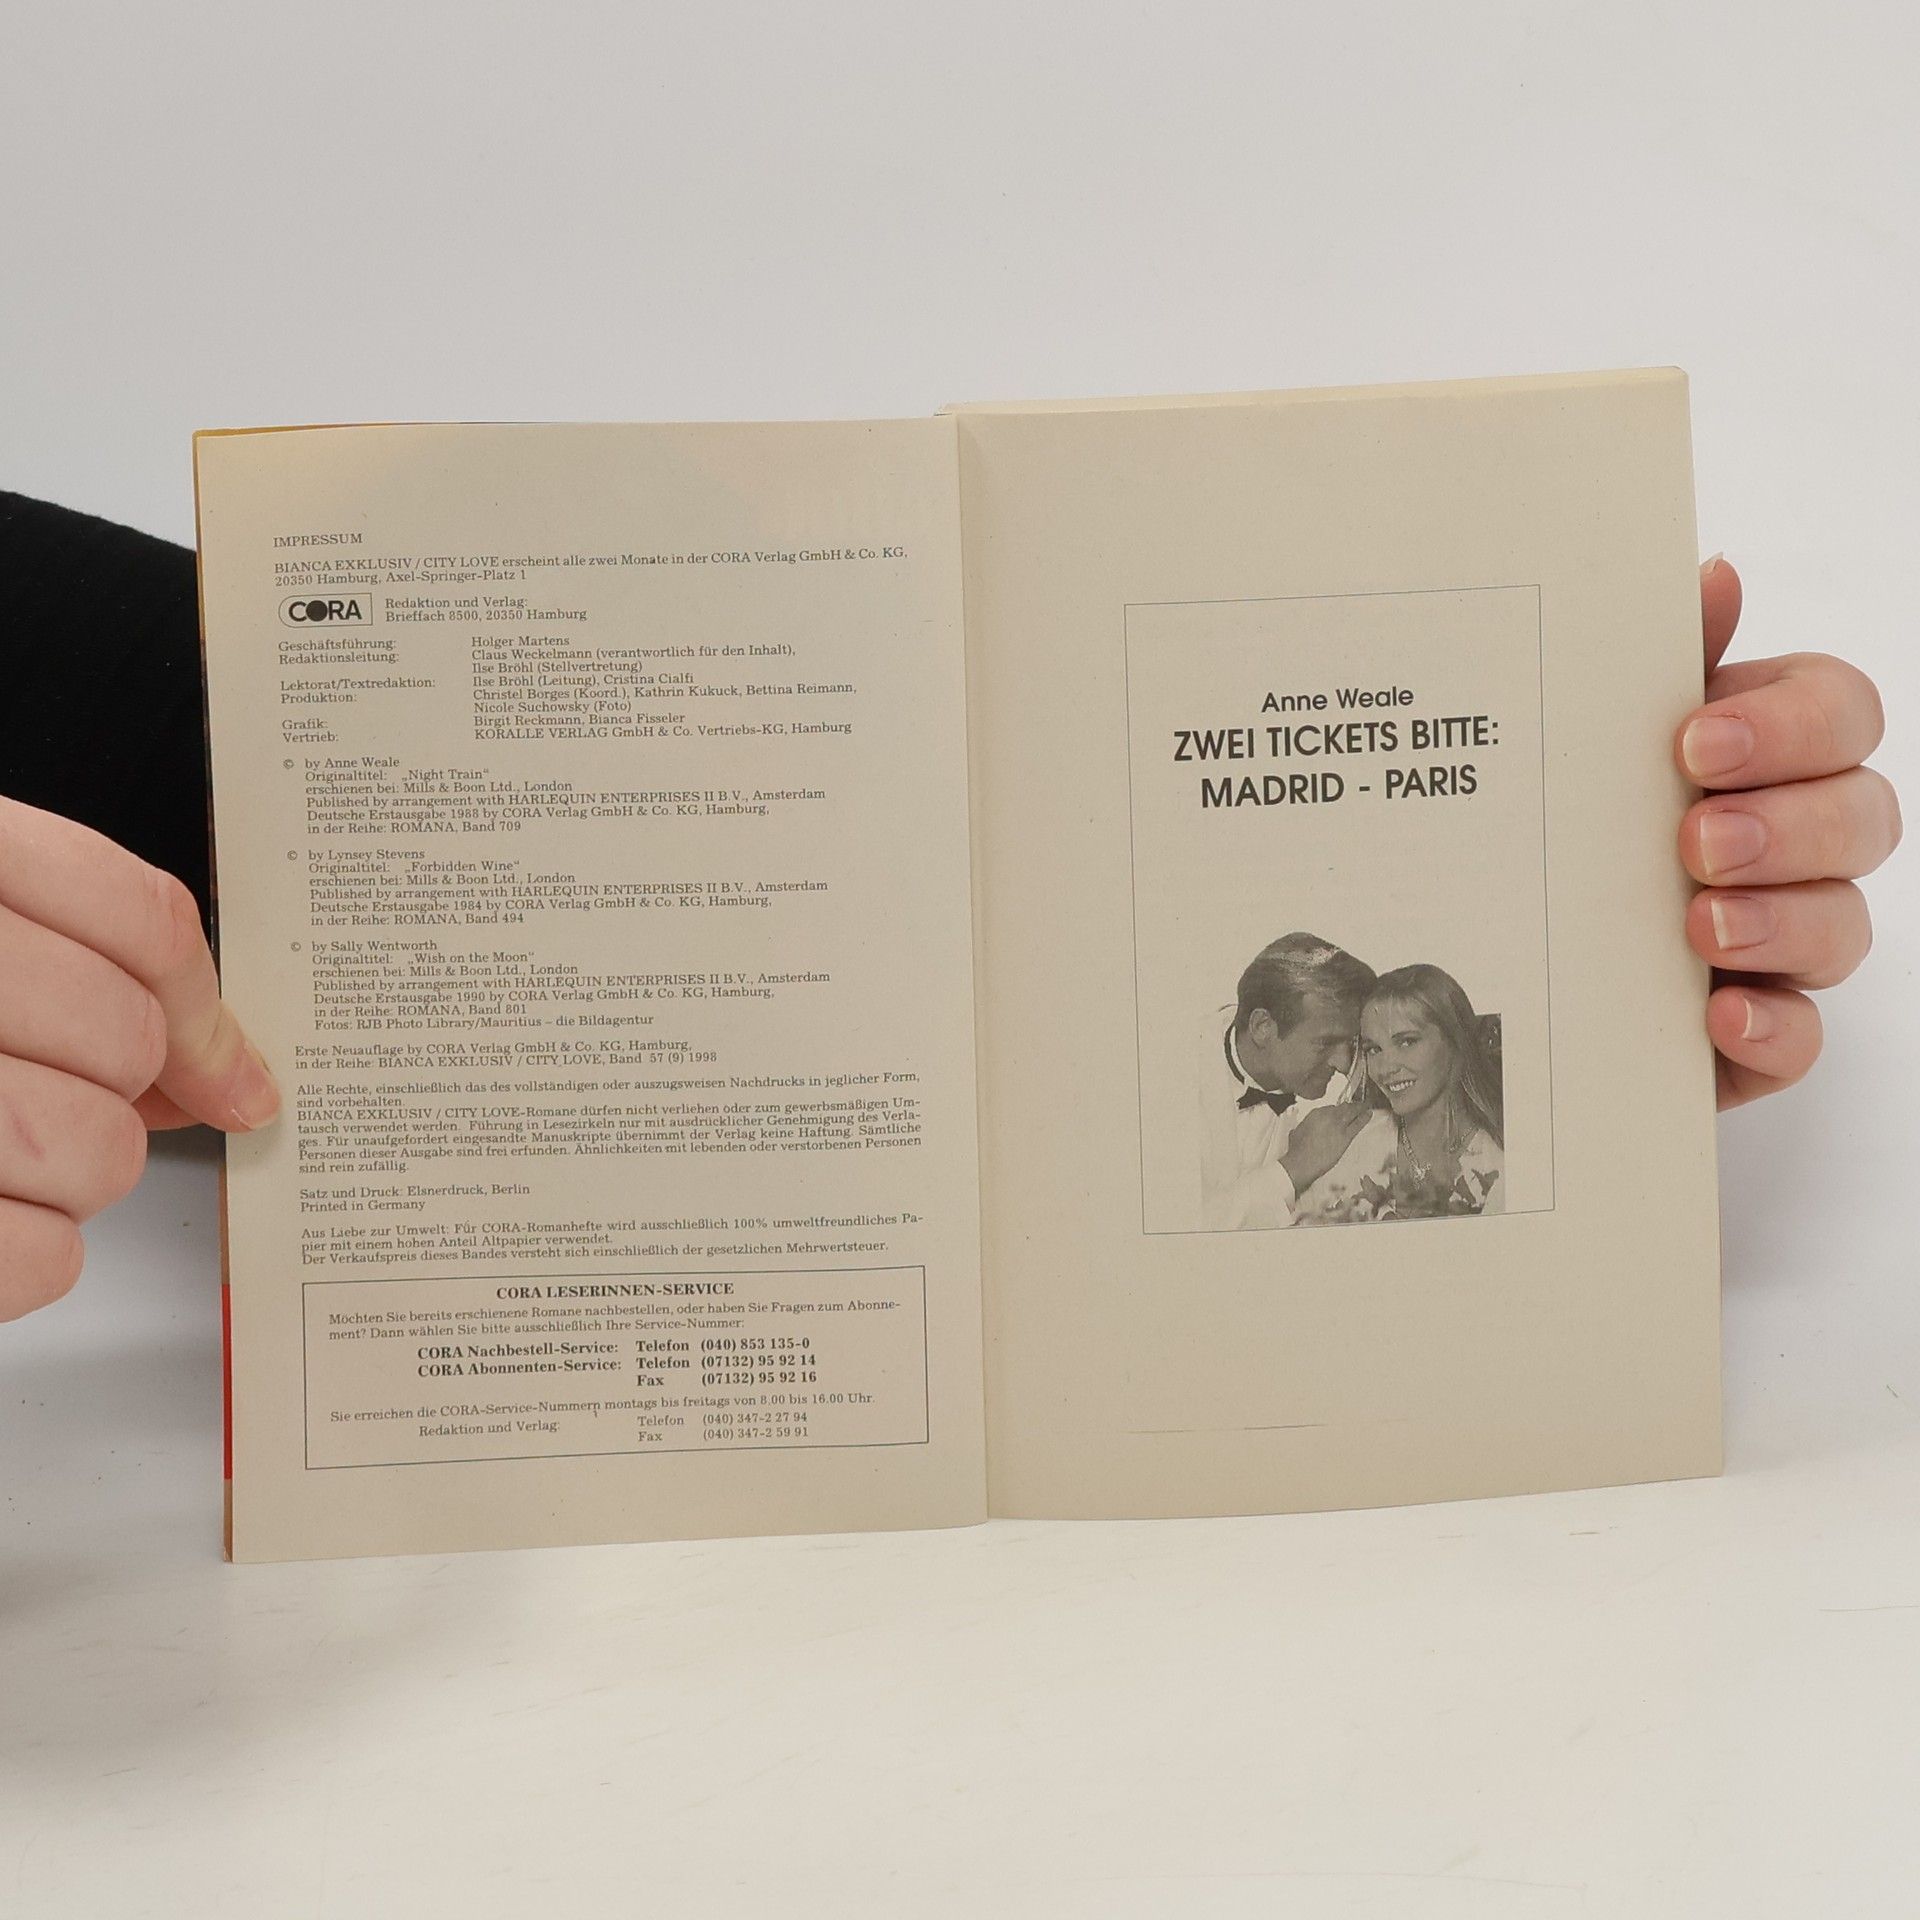 IMPRESSUM
BIANCA EXKLUSIV / CITY LOVE erscheint alle zwei Monate in der CORA Verlag GmbH & Co. KG,
20350 Hamburg, Axel-Springer-Platz 1
CORA
Redaktion und Verlag:
Brieffach 8500, 20350 Hamburg
Geschäftsführung: Holger Martens
Redaktionsleitung: Claus Weckelmann (verantwortlich für den Inhalt),
Ilse Bröhl (Stellvertretung)
Lektorat/Textredaktion: Ilse Bröhl (Leitung), Cristina Cialfi
Produktion: Christel Borges (Koord.), Kathrin Kukuck, Bettina Reimann,
Nicole Suchowsky (Foto)
Grafik: Birgit Reckmann, Bianca Fisseler
Vertrieb: KORALLE VERLAG GmbH & Co. Vertriebs-KG, Hamburg
© by Anne Weale
Originaltitel: „Night Train“
erschienen bei: Mills & Boon Ltd., London
Published by arrangement with HARLEQUIN ENTERPRISES II B.V., Amsterdam
Deutsche Erstausgabe 1988 by CORA Verlag GmbH & Co. KG, Hamburg,
in der Reihe: ROMANA, Band 709
© by Lynsey Stevens
Originaltitel: „Forbidden Wine“
erschienen bei: Mills & Boon Ltd., London
Published by arrangement with HARLEQUIN ENTERPRISES II B.V., Amsterdam
Deutsche Erstausgabe 1984 by CORA Verlag GmbH & Co. KG, Hamburg,
in der Reihe: ROMANA, Band 494
© by Sally Wentworth
Originaltitel: „Wish on the Moon“
erschienen bei: Mills & Boon Ltd., London
Published by arrangement with HARLEQUIN ENTERPRISES II B.V., Amsterdam
Deutsche Erstausgabe 1990 by CORA Verlag GmbH & Co. KG, Hamburg,
in der Reihe: ROMANA, Band 801
Fotos: RJB Photo Library/Mauritius – die Bildagentur
Erste Neuauflage by CORA Verlag GmbH & Co. KG, Hamburg,
in der Reihe: BIANCA EXKLUSIV / CITY LOVE, Band 57 (9) 1998
Alle Rechte, einschließlich das des vollständigen oder auszugsweisen Nachdrucks in jeglicher Form,
sind vorbehalten.
BIANCA EXKLUSIV / CITY LOVE-Romane dürfen nicht verliehen oder zum gewerbsmäßigen Um-
tausch verwendet werden. Führung in Lesezirkeln nur mit ausdrücklicher Genehmigung des Verla-
ges. Für unaufgefordert eingesandte Manuskripte übernimmt der Verlag keine Haftung. Sämtliche
Personen dieser Ausgabe sind frei erfunden. Ähnlichkeiten mit lebenden oder verstorbenen Personen
sind rein zufällig.
Satz und Druck: Elsnerdruck, Berlin
Printed in Germany
Aus Liebe zur Umwelt: Für CORA-Romanhefte wird ausschließlich 100% umweltfreundliches Pa-
pier mit einem hohen Anteil Altpapier verwendet.
Der Verkaufspreis dieses Bandes versteht sich einschließlich der gesetzlichen Mehrwertsteuer.
CORA LESERINNEN-SERVICE
Möchten Sie bereits erschienene Romane nachbestellen, oder haben Sie Fragen zum Abonne-
ment? Dann wählen Sie bitte ausschließlich Ihre Service-Nummer:
CORA Nachbestell-Service: Telefon (040) 853 135-0
CORA Abonnenten-Service: Telefon (07132) 95 92 14
Fax (07132) 95 92 16
Sie erreichen die CORA-Service-Nummern montags bis freitags von 8.00 bis 16.00 Uhr.
Redaktion und Verlag: Telefon (040) 347-2 27 94
Fax (040) 347-2 59 91
Anne Weale
ZWEI TICKETS BITTE:
MADRID - PARIS